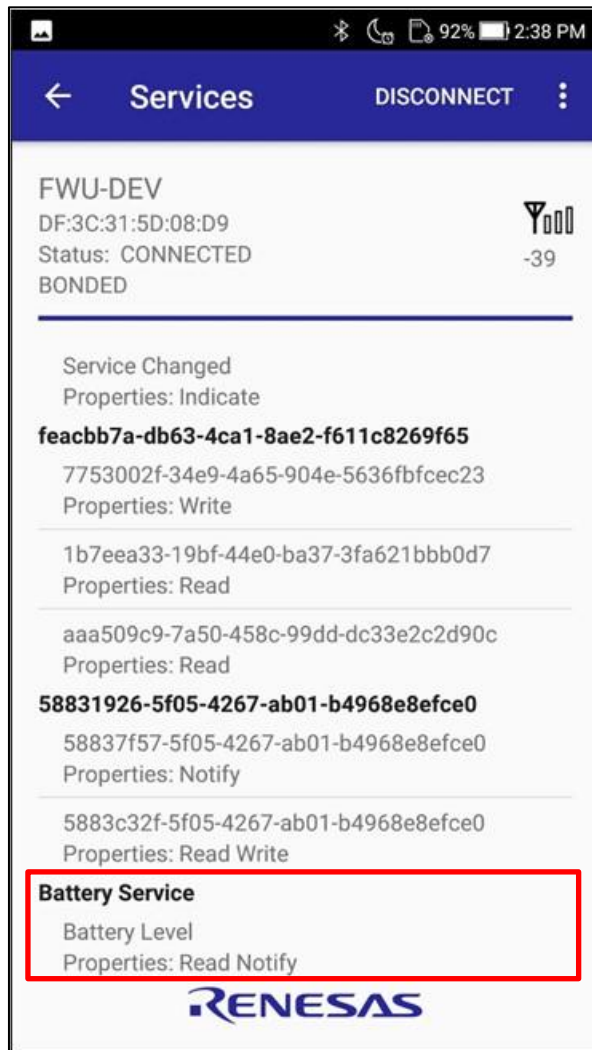 92% 2:38 PM
Services DISCONNECT
FWU-DEV
DF:3C:31:5D:08:D9
Status: CONNECTED
-39
BONDED
Service Changed
Properties: Indicate
feacbb7a-db63-4ca1-8ae2-f611c8269f65
7753002f-34e9-4a65-904e-5636fbfcec23
Properties: Write
1b7eea33-19bf-44e0-ba37-3fa621bbb0d7
Properties: Read
aaa509c9-7a50-458c-99dd-dc33e2c2d90c
Properties: Read
58831926-5f05-4267-ab01-b4968e8efce0
58837f57-5f05-4267-ab01-b4968e8efce0
Properties: Notify
5883c32f-5f05-4267-ab01-b4968e8efce0
Properties: Read Write
Battery Service
Battery Level
Properties: Read Notify
RENESAS